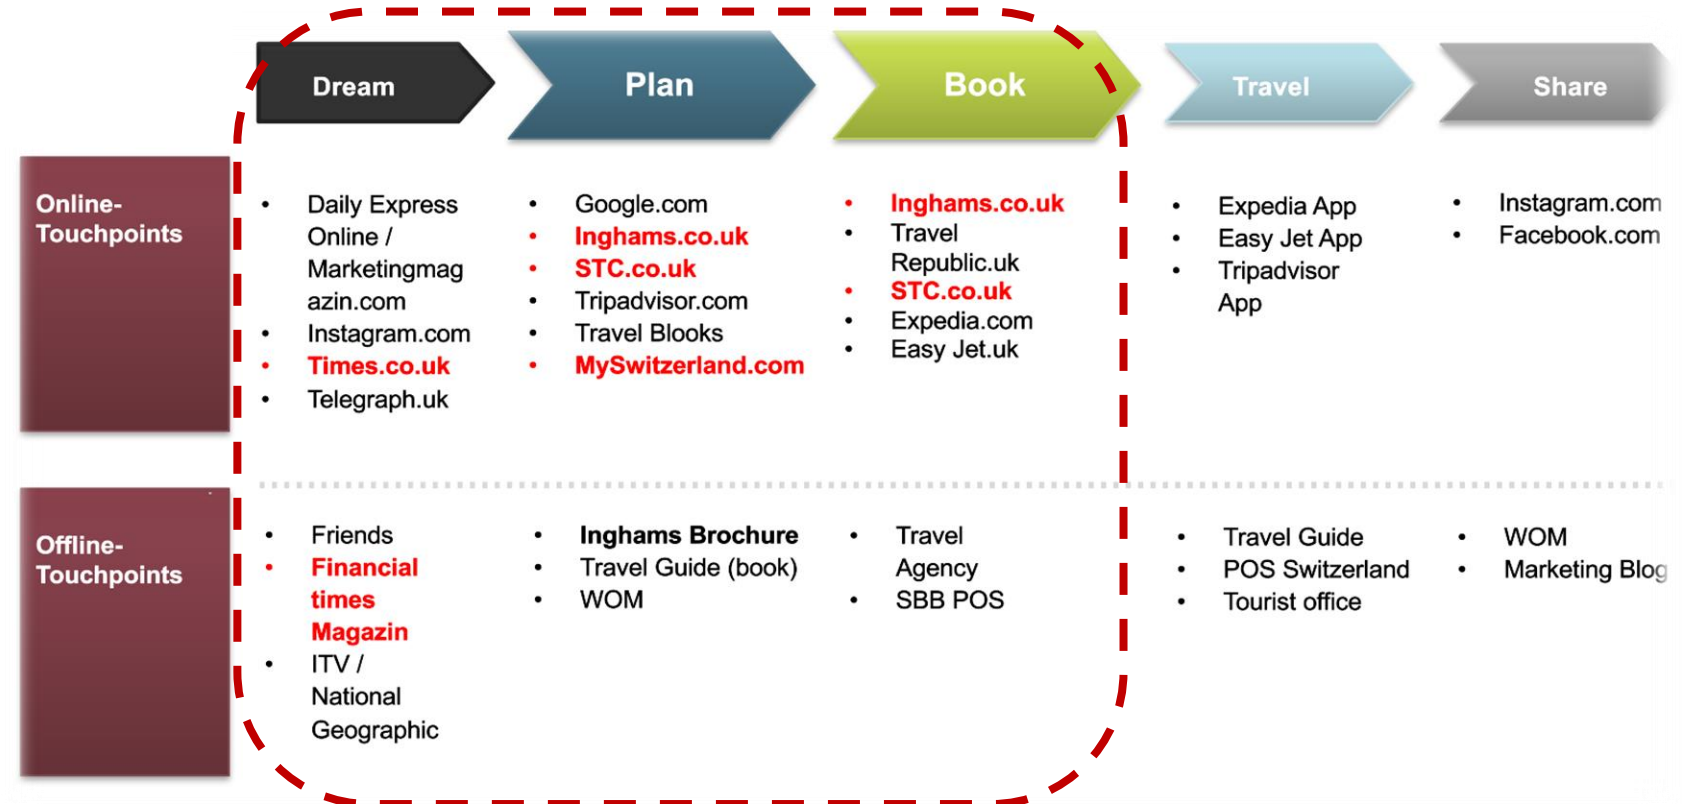 Dream
Plan
Book
Travel
Share
Online-
Touchpoints
• Daily Express
Online /
Marketingmag
azin.com
• Instagram.com
• Times.co.uk
• Telegraph.uk
• Google.com
• Inghams.co.uk
• STC.co.uk
• Tripadvisor.com
• Travel Blooks
• MySwitzerland.com
• Inghams.co.uk
• Travel
Republic.uk
• STC.co.uk
• Expedia.com
• Easy Jet.uk
• Expedia App
• Easy Jet App
• Tripadvisor
App
• Instagram.com
• Facebook.com
Offline-
Touchpoints
• Friends
• Financial
times
Magazin
• ITV /
National
Geographic
• Inghams Brochure
• Travel Guide (book)
• WOM
• Travel
Agency
• SBB POS
• Travel Guide
• POS Switzerland
• Tourist office
• WOM
• Marketing Blog